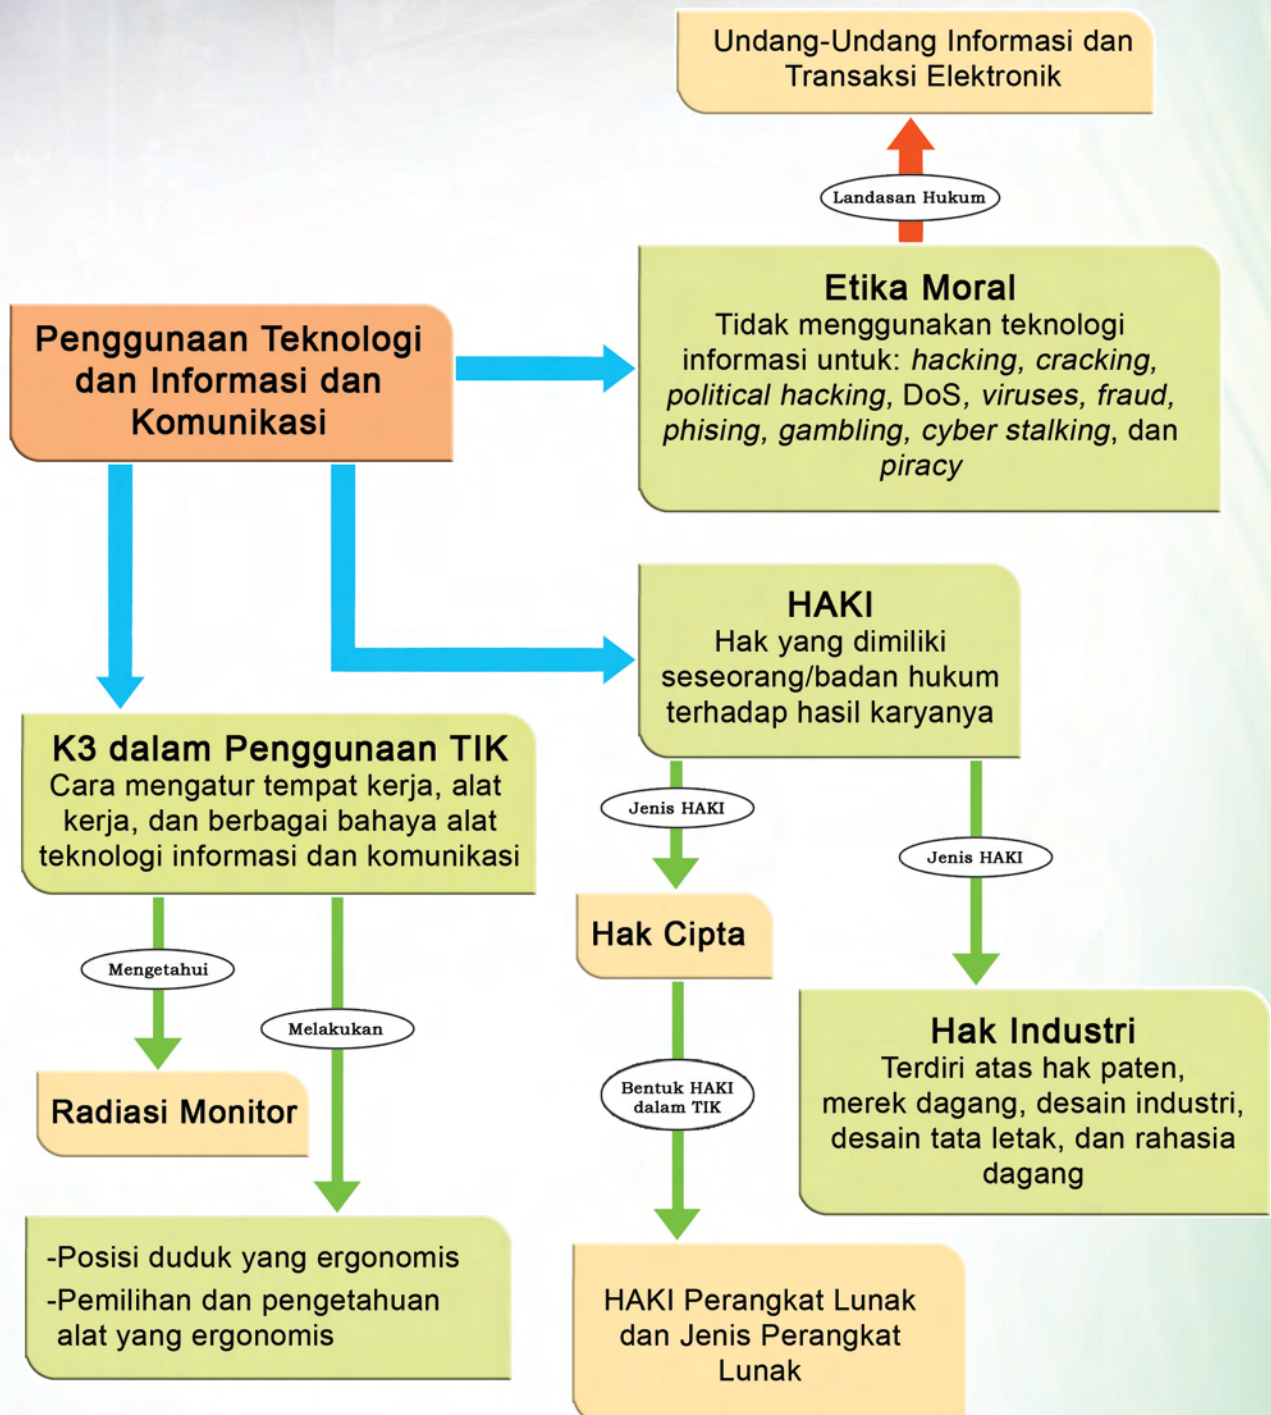 Undang-Undang Informasi dan
Transaksi Elektronik
Landasan Hukum
Etika Moral
Tidak menggunakan teknologi
informasi untuk: hacking, cracking,
political hacking, DoS, viruses, fraud,
phising, gambling, cyber stalking, dan
piracy
Penggunaan Teknologi
dan Informasi dan
Komunikasi
HAKI
Hak yang dimiliki
seseorang/badan hukum
terhadap hasil karyanya
K3 dalam Penggunaan TIK
Cara mengatur tempat kerja, alat
kerja, dan berbagai bahaya alat
teknologi informasi dan komunikasi
Jenis HAKI
Jenis HAKI
Hak Cipta
Mengetahui
Melakukan
Radiasi Monitor
Bentuk HAKI
dalam TIK
Hak Industri
Terdiri atas hak paten,
merek dagang, desain industri,
desain tata letak, dan rahasia
dagang
-Posisi duduk yang ergonomis
-Pemilihan dan pengetahuan
alat yang ergonomis
HAKI Perangkat Lunak
dan Jenis Perangkat
Lunak